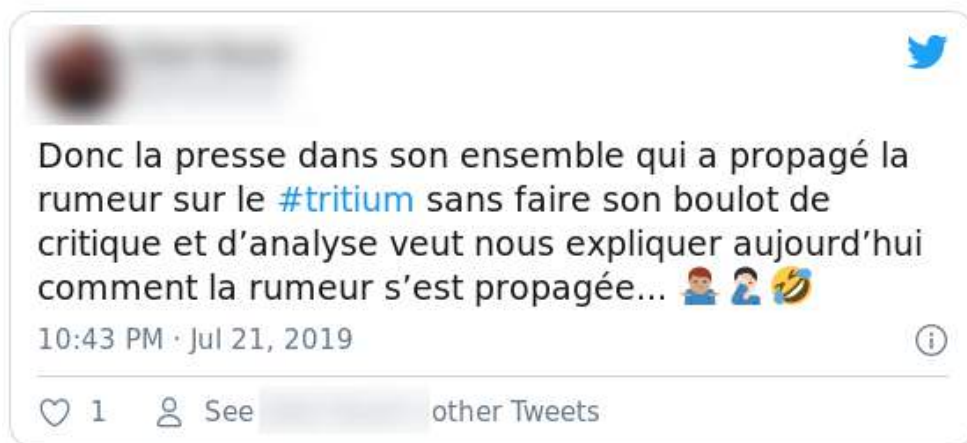 Donc la presse dans son ensemble qui a propagé la
rumeur sur le #tritium sans faire son boulot de
critique et d’analyse veut nous expliquer aujourd’hui
comment la rumeur s’est propagée... 🤷🏽‍♂️ 🤦🏻‍♂️ 🤣
10:43 PM · Jul 21, 2019
1 See other Tweets